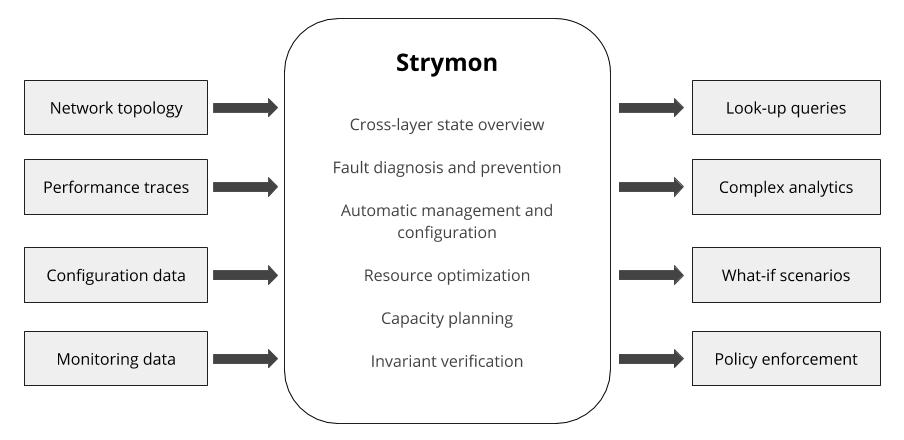 Strymon
Network topology
Performance traces
Configuration data
Monitoring data
Cross-layer state overview
Fault diagnosis and prevention
Automatic management and
configuration
Resource optimization
Capacity planning
Invariant verification
Look-up queries
Complex analytics
What-if scenarios
Policy enforcement